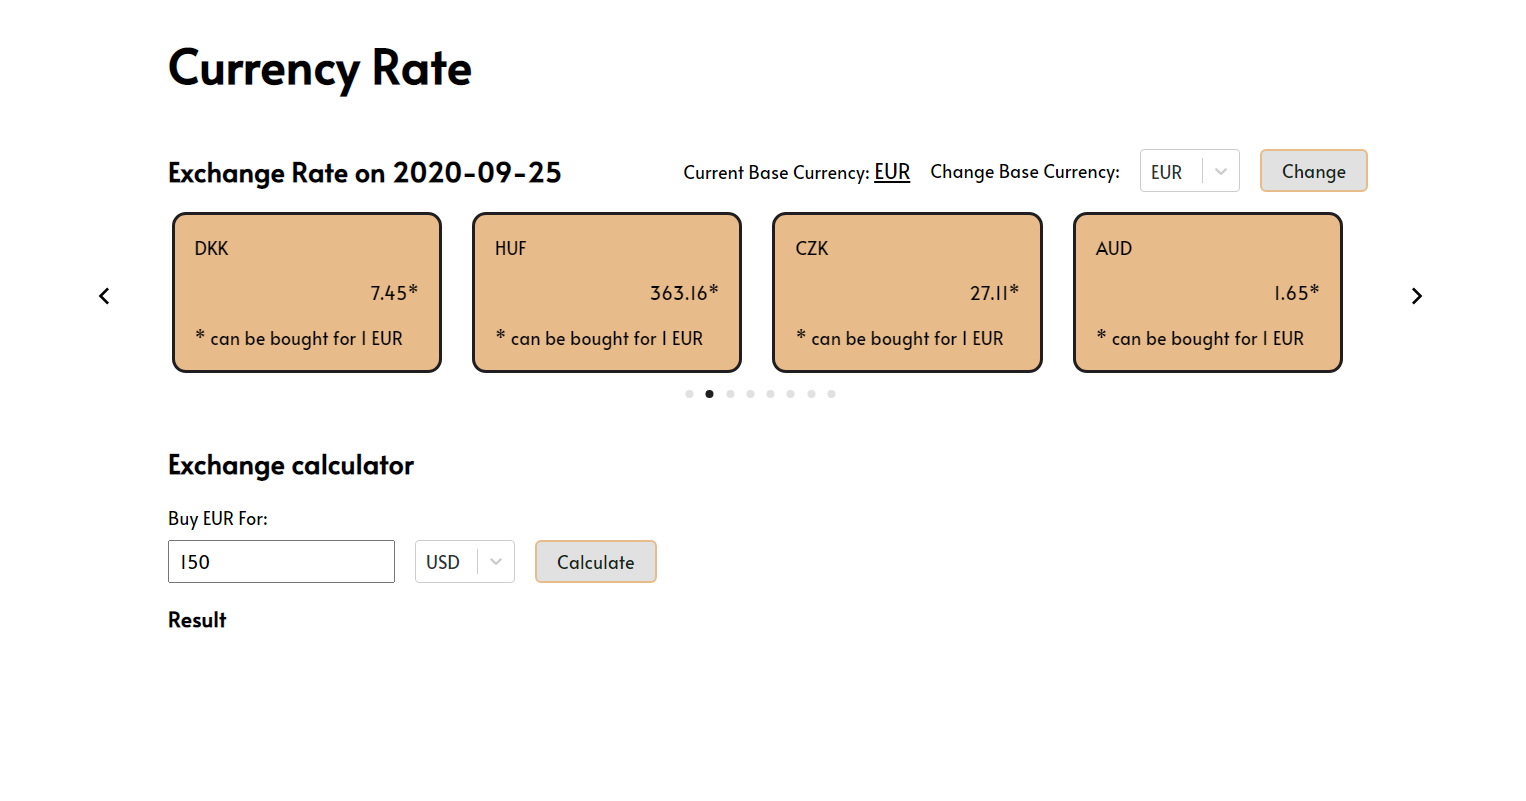 Currency Rate
Exchange Rate on 2020-09-25
Current Base Currency: EUR
Change Base Currency:
EUR
Change
DKK
7.45*
* can be bought for 1 EUR
HUF
363.16*
* can be bought for 1 EUR
CZK
27.11*
* can be bought for 1 EUR
AUD
1.65*
* can be bought for 1 EUR
Exchange calculator
Buy EUR For:
150
USD
Calculate
Result